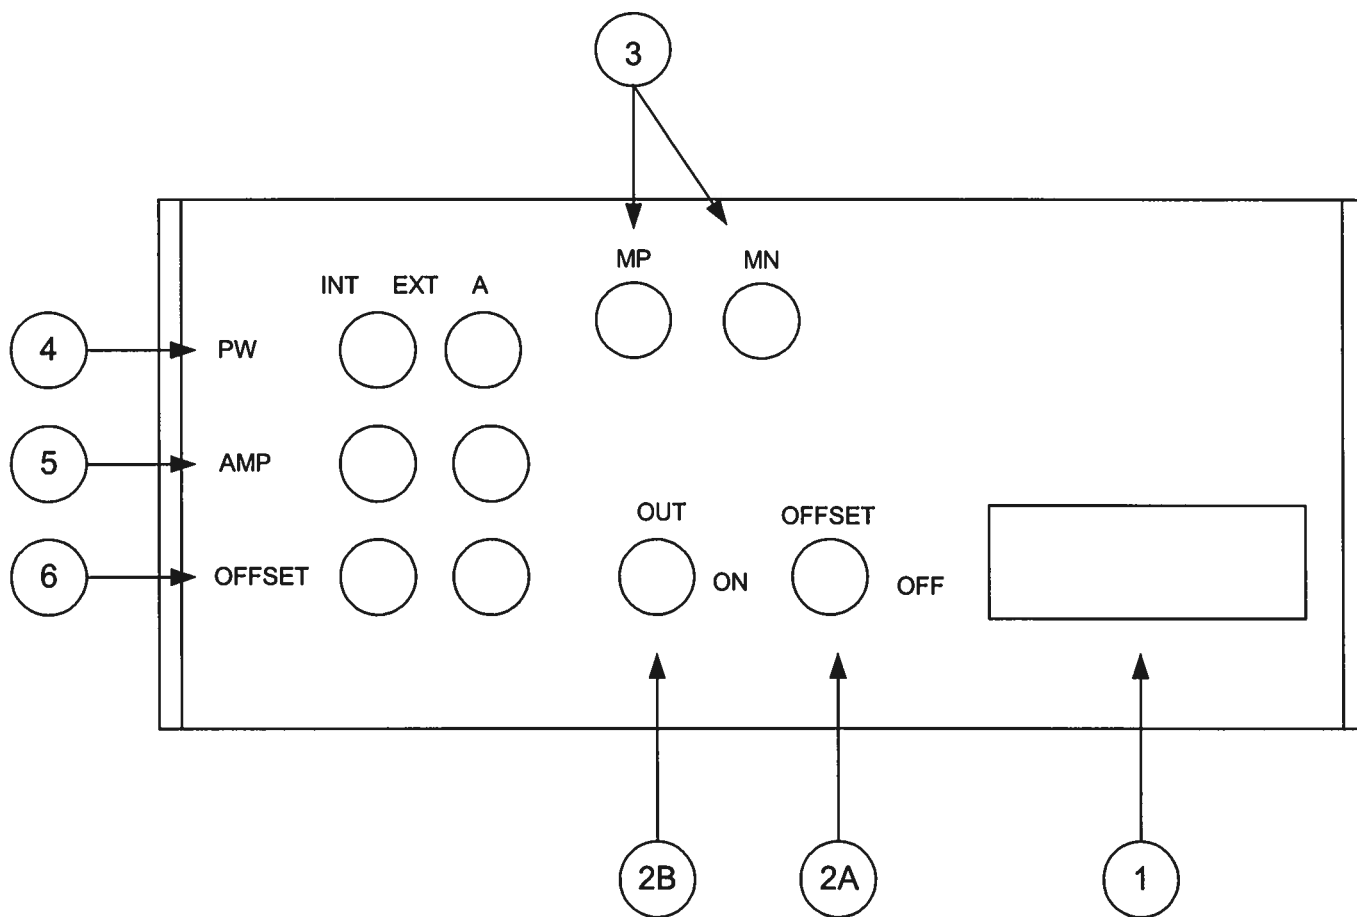 3
MP MN
INT EXT A
4 PW
5 AMP
OUT OFFSET
6 OFFSET ON OFF
2B 2A 1